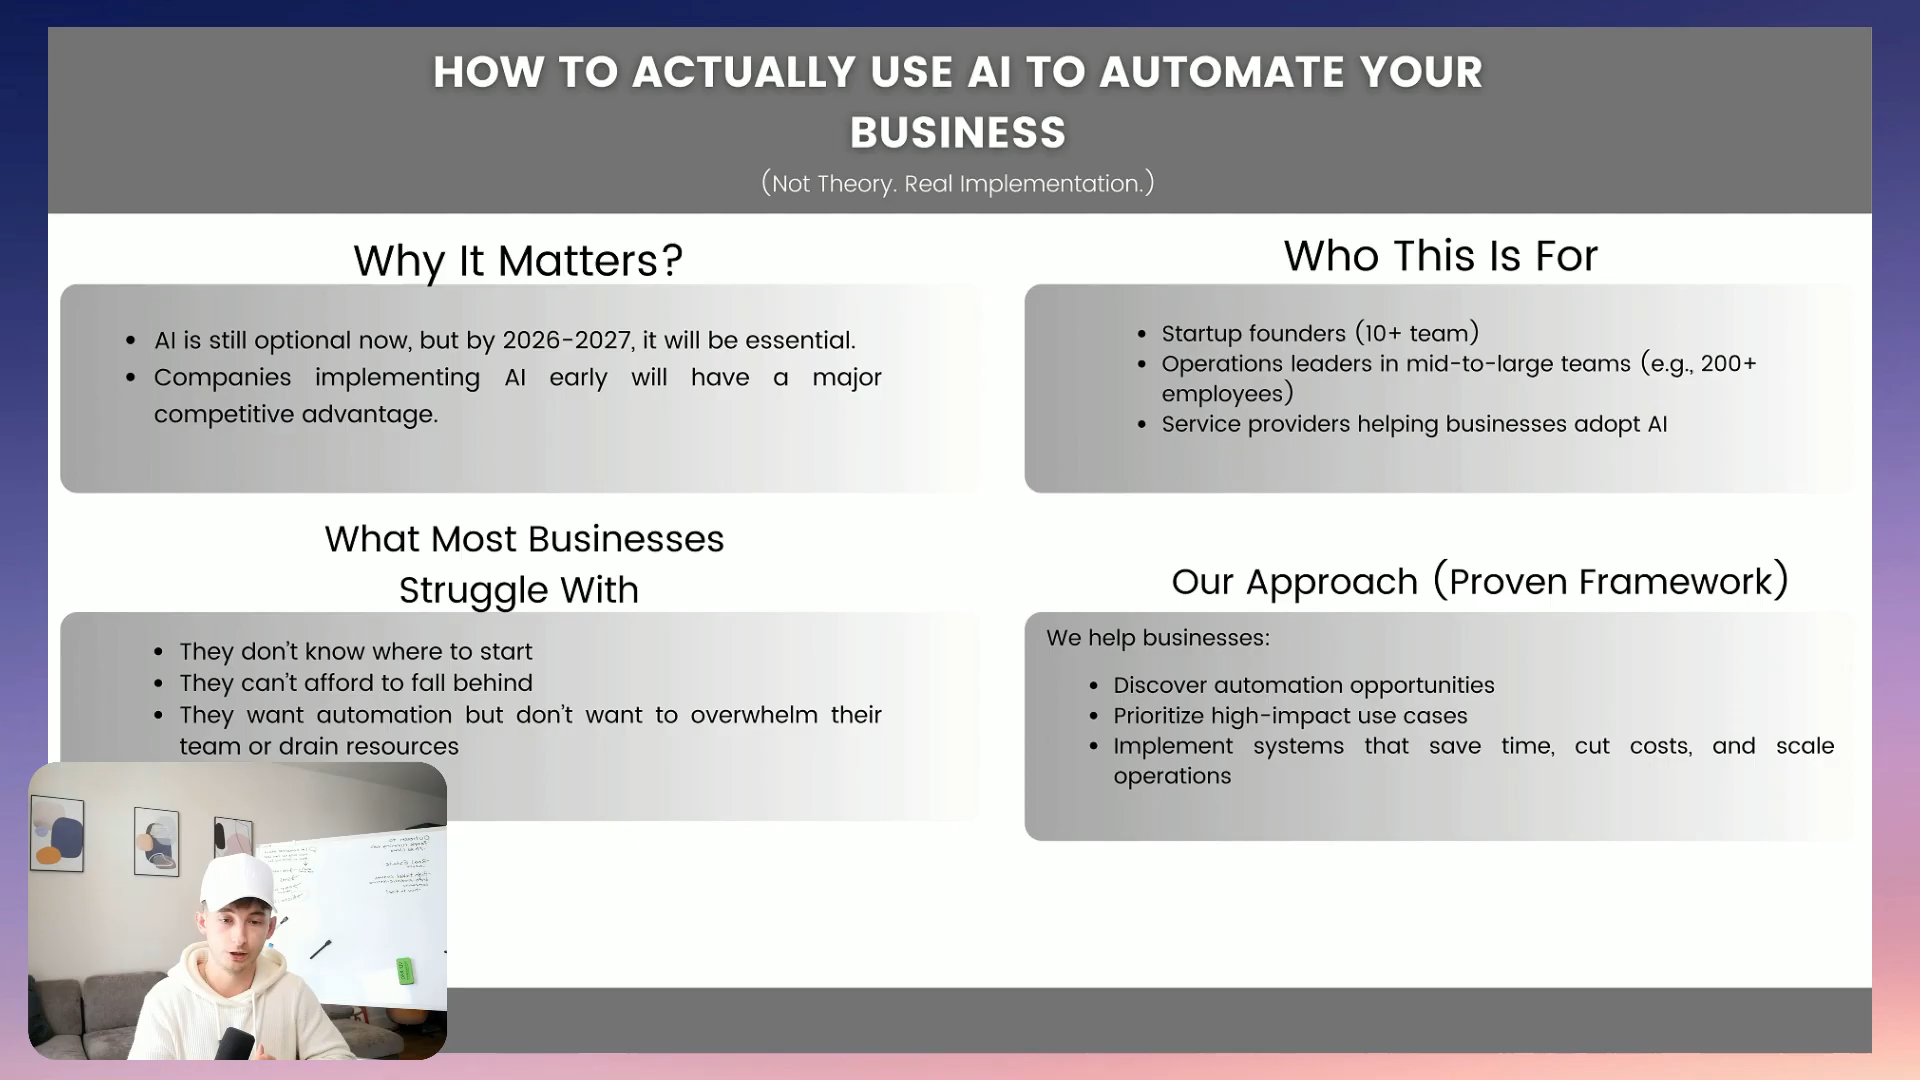 HOW TO ACTUALLY USE AI TO AUTOMATE YOUR
BUSINESS
(Not Theory. Real Implementation.)
Why It Matters?
• AI is still optional now, but by 2026-2027, it will be essential.
• Companies implementing AI early will have a major
competitive advantage.
Who This Is For
• Startup founders (10+ team)
• Operations leaders in mid-to-large teams (e.g., 200+
employees)
• Service providers helping businesses adopt AI
What Most Businesses
Struggle With
• They don't know where to start
• They can't afford to fall behind
• They want automation but don't want to overwhelm their
team or drain resources
Our Approach (Proven Framework)
We help businesses:
• Discover automation opportunities
• Prioritize high-impact use cases
• Implement systems that save time, cut costs, and scale
operations